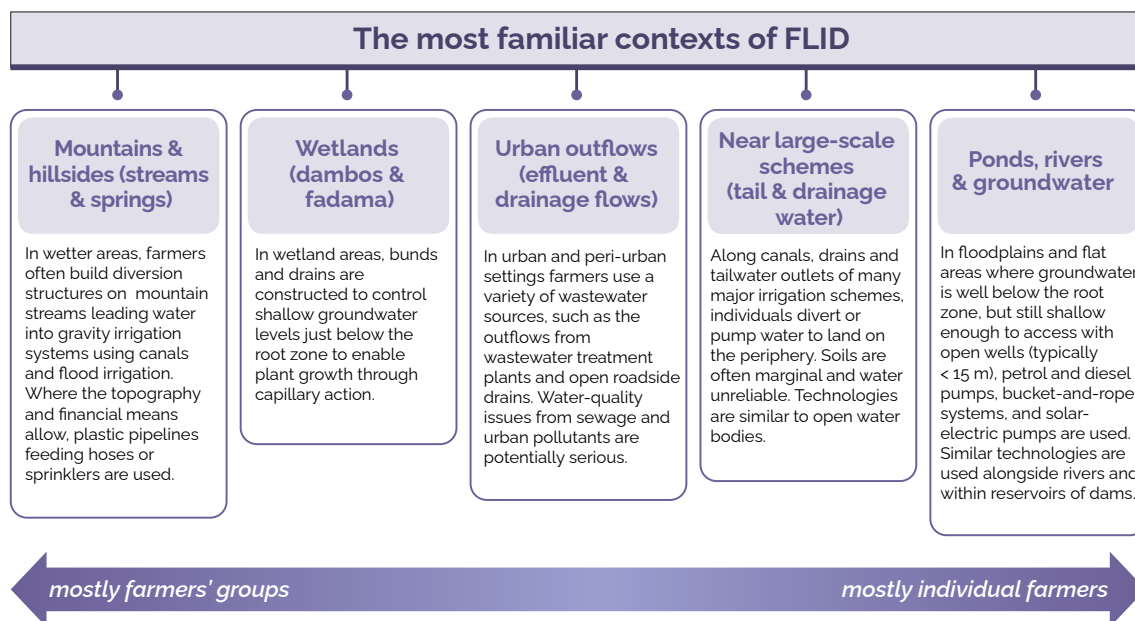 The most familiar contexts of FLID
Mountains &
hillsides (streams
& springs)
In wetter areas, farmers
often build diversion
structures on mountain
streams leading water
into gravity irrigation
systems using canals
and flood irrigation.
Where the topography
and financial means
allow, plastic pipelines
feeding hoses or
sprinklers are used.
Wetlands
(dambos &
fadama)
In wetland areas, bunds
and drains are
constructed to control
shallow groundwater
levels just below the
root zone to enable
plant growth through
capillary action.
Urban outflows
(effluent &
drainage flows)
In urban and peri-urban
settings farmers use a
variety of wastewater
sources, such as the
outflows from
wastewater treatment
plants and open roadside
drains. Water-quality
issues from sewage and
urban pollutants are
potentially serious.
Near large-scale
schemes
(tail & drainage
water)
Along canals, drains and
tailwater outlets of many
major irrigation schemes,
individuals divert or
pump water to land on
the periphery. Soils are
often marginal and water
unreliable. Technologies
are similar to open water
bodies.
Ponds, rivers
& groundwater
In floodplains and flat
areas where groundwater
is well below the root
zone, but still shallow
enough to access with
open wells (typically
< 15 m), petrol and diesel
pumps, bucket-and-rope
systems, and solar-
electric pumps are used.
Similar technologies are
used alongside rivers and
within reservoirs of dams.
mostly farmers' groups
mostly individual farmers